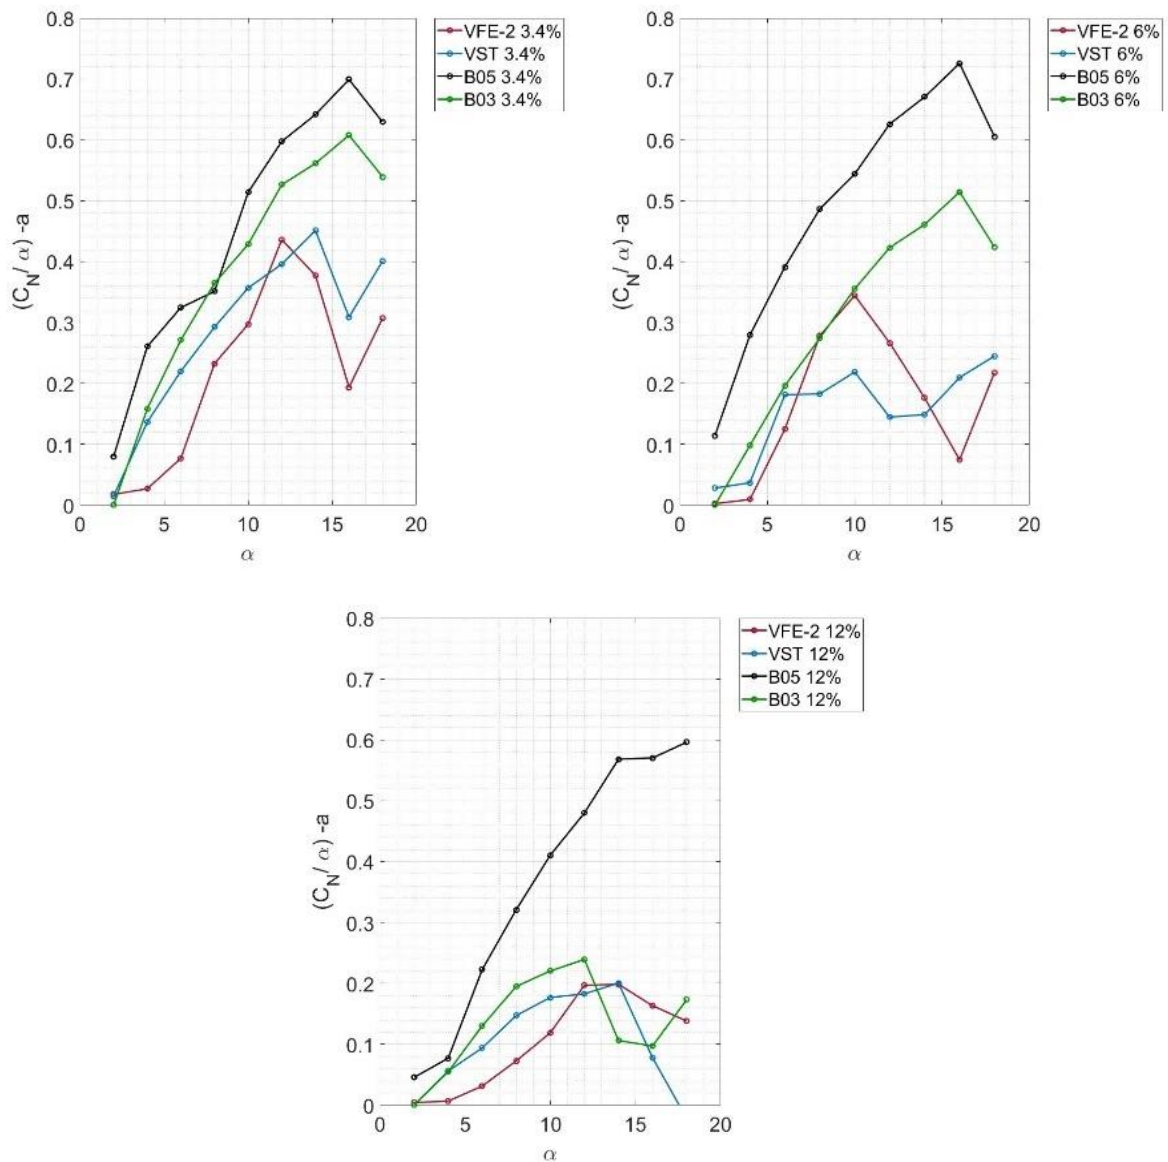 0.8
0.7
0.6
0.5
0.4
0.3
0.2
0.1
0
(C_N/ α) -a
0 5 10 15 20
α
VFE-2 3.4%
VST 3.4%
B05 3.4%
B03 3.4%
0.8
0.7
0.6
0.5
0.4
0.3
0.2
0.1
0
(C_N/ α) -a
0 5 10 15 20
α
VFE-2 6%
VST 6%
B05 6%
B03 6%
0.8
0.7
0.6
0.5
0.4
0.3
0.2
0.1
0
(C_N/ α) -a
0 5 10 15 20
α
VFE-2 12%
VST 12%
B05 12%
B03 12%